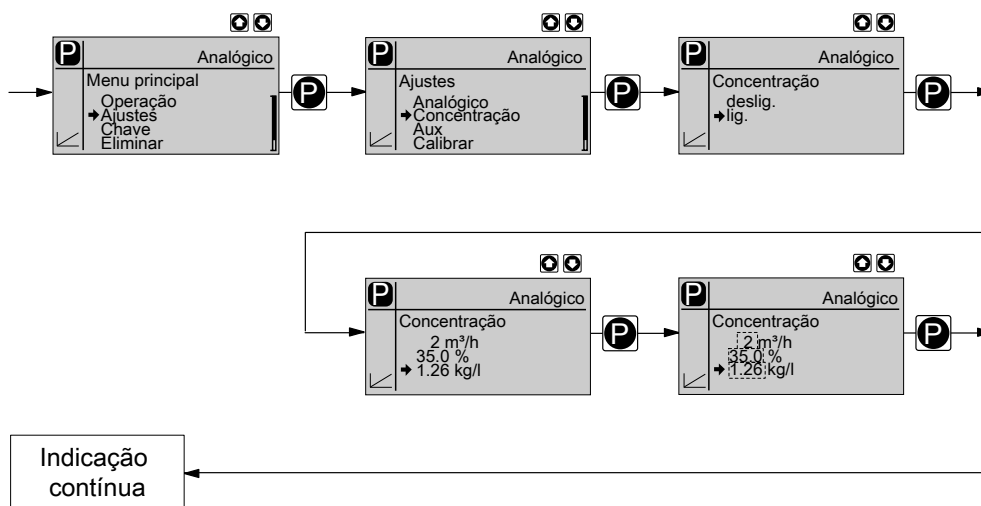 P
Analógico
Menu principal
Operação
Ajustes
Chave
Eliminar
P
P
Analógico
Ajustes
Analógico
Concentração
Aux
Calibrar
P
P
Analógico
Concentração
deslig.
lig.
P
P
Analógico
Concentração
2 m³/h
35.0 %
1.26 kg/l
P
P
Analógico
Concentração
2 m³/h
35.0 %
1.26 kg/l
P
Indicação
contínua